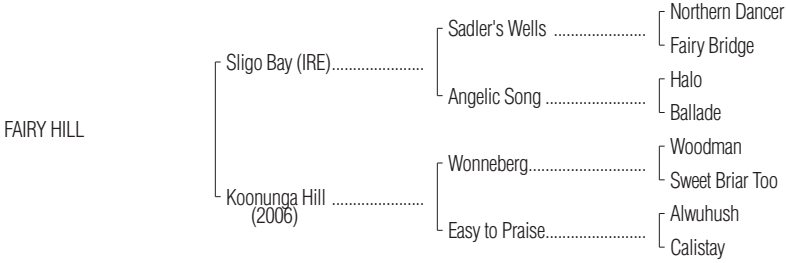 Northern Dancer
Sadler's Wells ......................
Fairy Bridge
Sligo Bay (IRE)......................
Halo
Angelic Song ........................
Ballade
FAIRY HILL
Woodman
Wonneberg............................
Sweet Briar Too
Koonunga Hill ......................
(2006)
Alwuhush
Easy to Praise........................
Calistay